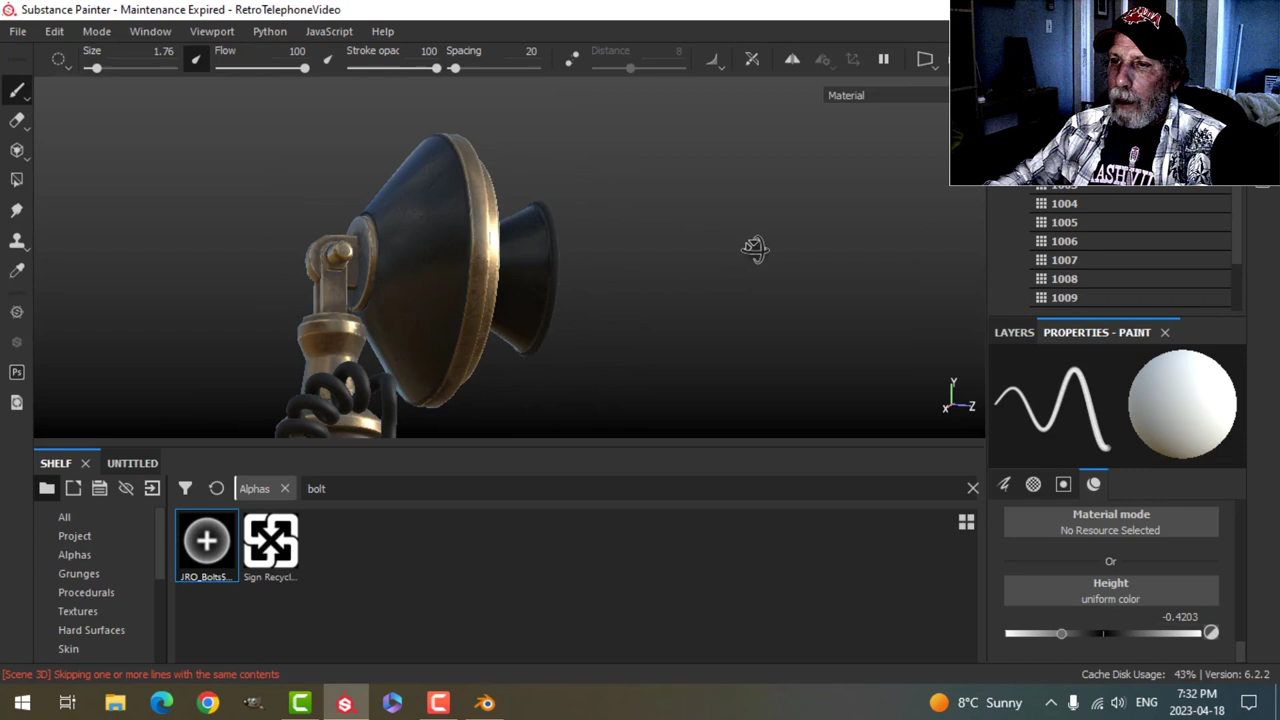 Substance Painter - Maintenance Expired - RetroTelephoneVideo
File Edit Mode Window Viewport Python JavaScript Help
Size 1.76 Flow 100 Stroke opac 100 Spacing 20 Distance 8
Material
NASHVIL
1004
1005
1006
1007
1008
1009
LAYERS PROPERTIES - PAINT
Y
X Z
SHELF UNTITLED
Ps
Alphas bolt
All
Project
Alphas
Grunges
Procedurals
Textures
Hard Surfaces
Skin
JRO_BoltsS...
Sign Recycl...
Material mode
No Resource Selected
Or
Height
uniform color
-0.4203
[Scene 3D] Skipping one or more lines with the same contents
Cache Disk Usage: 43% | Version: 6.2.2
8°C Sunny
ENG
7:32 PM
2023-04-18